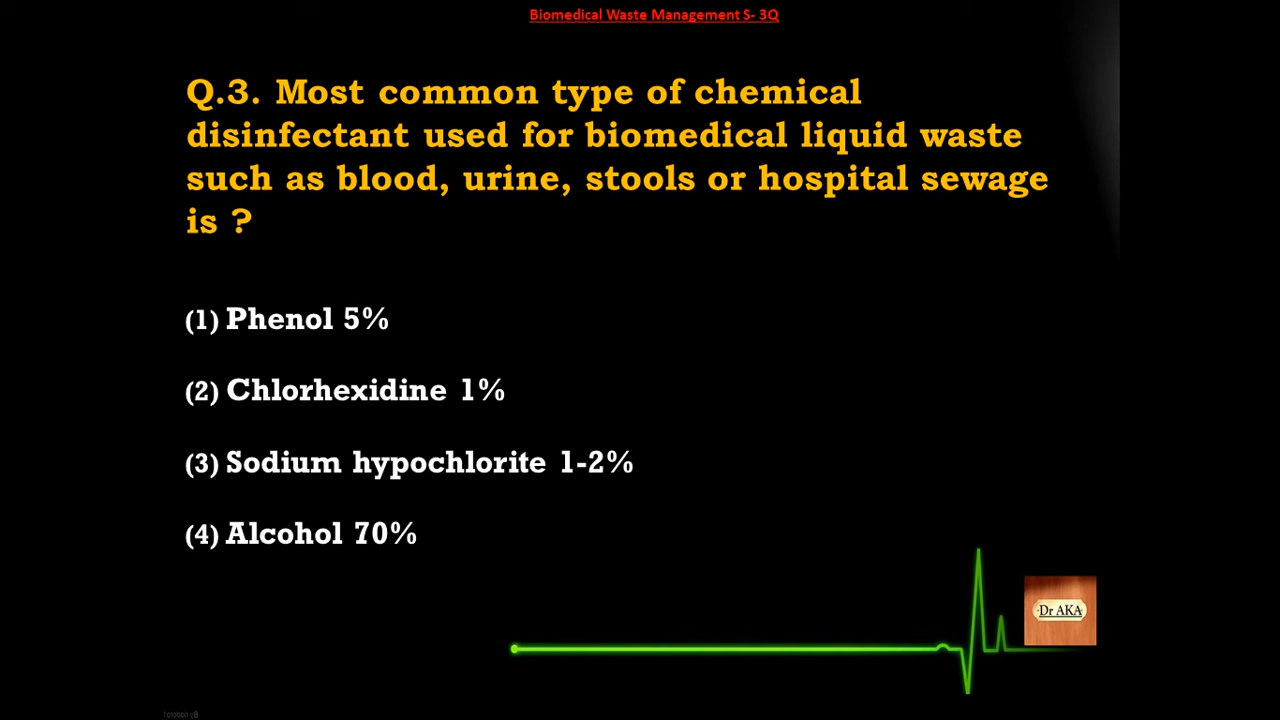 Biomedical Waste Management S- 3Q
Q.3. Most common type of chemical
disinfectant used for biomedical liquid waste
such as blood, urine, stools or hospital sewage
is ?
(1) Phenol 5%
(2) Chlorhexidine 1%
(3) Sodium hypochlorite 1-2%
(4) Alcohol 70%
Dr AKA